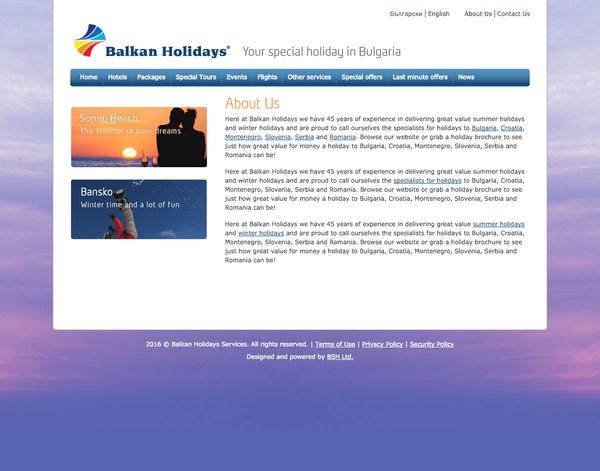 Български | English About Us | Contact Us
Balkan Holidays® Your special holiday in Bulgaria
Home Hotels Packages Special Tours Events Flights Other services Special offers Last minute offers News
Sunny Beach
The summer of your dreams
Bansko
Winter time and a lot of fun
About Us
Here at Balkan Holidays we have 45 years of experience in delivering great value summer holidays
and winter holidays and are proud to call ourselves the specialists for holidays to Bulgaria, Croatia,
Montenegro, Slovenia, Serbia and Romania. Browse our website or grab a holiday brochure to see
just how great value for money a holiday to Bulgaria, Croatia, Montenegro, Slovenia, Serbia and
Romania can be!
Here at Balkan Holidays we have 45 years of experience in delivering great value summer holidays
and winter holidays and are proud to call ourselves the specialists for holidays to Bulgaria, Croatia,
Montenegro, Slovenia, Serbia and Romania. Browse our website or grab a holiday brochure to see
just how great value for money a holiday to Bulgaria, Croatia, Montenegro, Slovenia, Serbia and
Romania can be!
Here at Balkan Holidays we have 45 years of experience in delivering great value summer holidays
and winter holidays and are proud to call ourselves the specialists for holidays to Bulgaria, Croatia,
Montenegro, Slovenia, Serbia and Romania. Browse our website or grab a holiday brochure to see
just how great value for money a holiday to Bulgaria, Croatia, Montenegro, Slovenia, Serbia and
Romania can be!
2016 © Balkan Holidays Services. All rights reserved. | Terms of Use | Privacy Policy | Security Policy
Designed and powered by BSH Ltd.